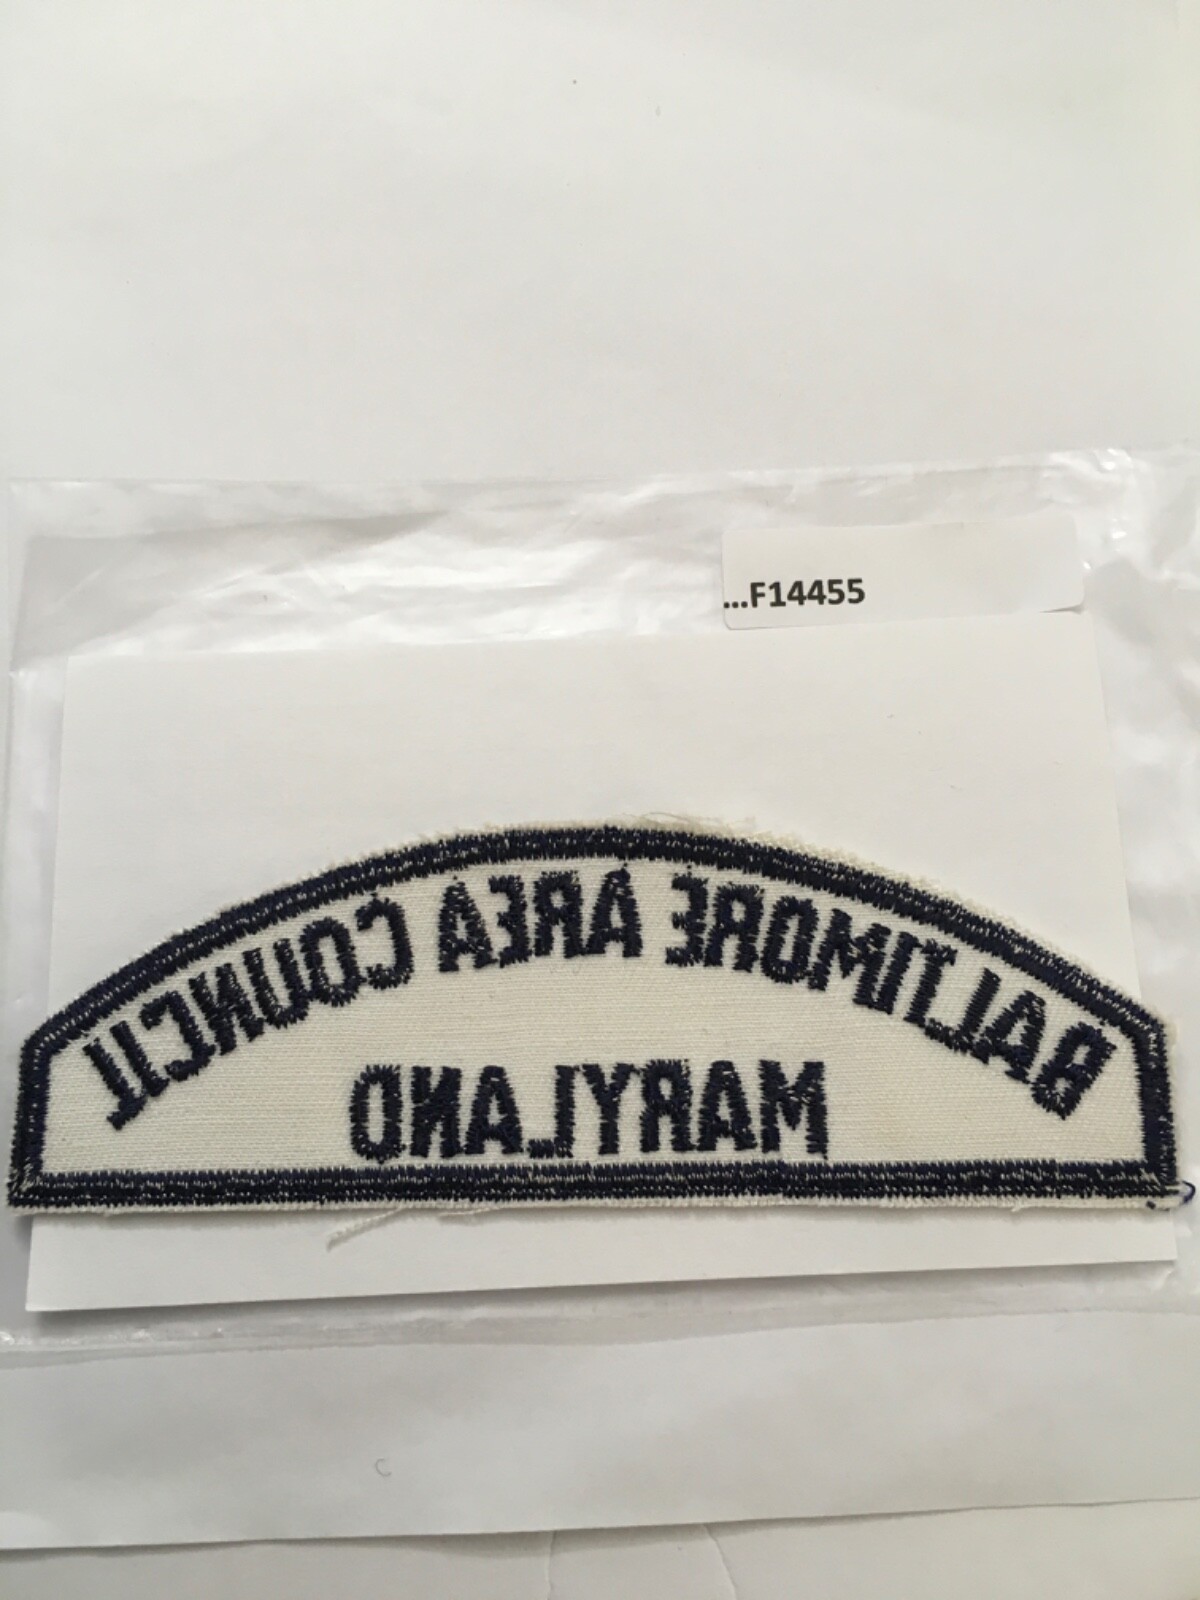 ...F14455
BALTIMORE AREA COUNCIL
MARYLAND